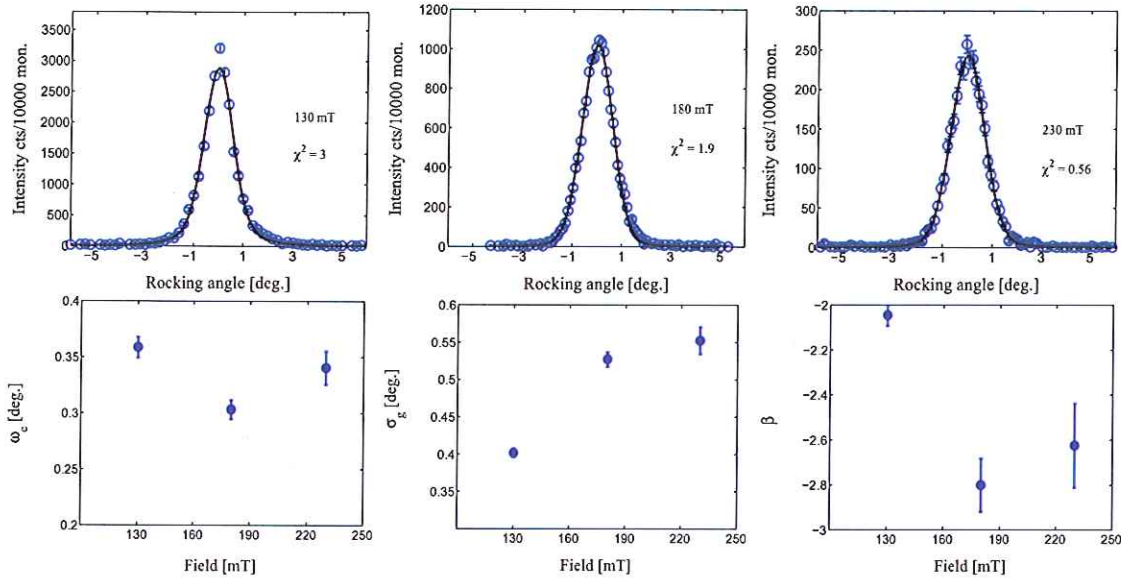 3500
3000
2500
2000
1500
1000
500
0
Intensity cts/10000 mon.
130 mT
χ² = 3
−5 −3 −1 1 3 5
Rocking angle [deg.]
1200
1000
800
600
400
200
0
Intensity cts/10000 mon.
180 mT
χ² = 1.9
−5 −3 −1 1 3 5
Rocking angle [deg.]
300
250
200
150
100
50
0
Intensity cts/10000 mon.
230 mT
χ² = 0.56
−5 −3 −1 1 3 5
Rocking angle [deg.]
0.4
0.35
0.3
0.25
0.2
ω_c [deg.]
130 160 190 220 250
Field [mT]
0.6
0.55
0.5
0.45
0.4
0.35
σ_g [deg.]
130 160 190 220 250
Field [mT]
−2
−2.2
−2.4
−2.6
−2.8
−3
β
130 160 190 220 250
Field [mT]